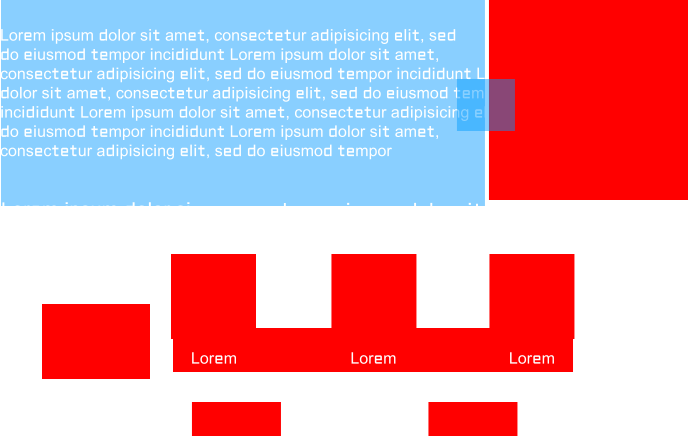 Lorem ipsum dolor sit amet, consectetur adipisicing elit, sed
do eiusmod tempor incididunt Lorem ipsum dolor sit amet,
consectetur adipisicing elit, sed do eiusmod tempor incididunt L
dolor sit amet, consectetur adipisicing elit, sed do eiusmod tem
incididunt Lorem ipsum dolor sit amet, consectetur adipisicing e
do eiusmod tempor incididunt Lorem ipsum dolor sit amet,
consectetur adipisicing elit, sed do eiusmod tempor
Lorem Lorem Lorem